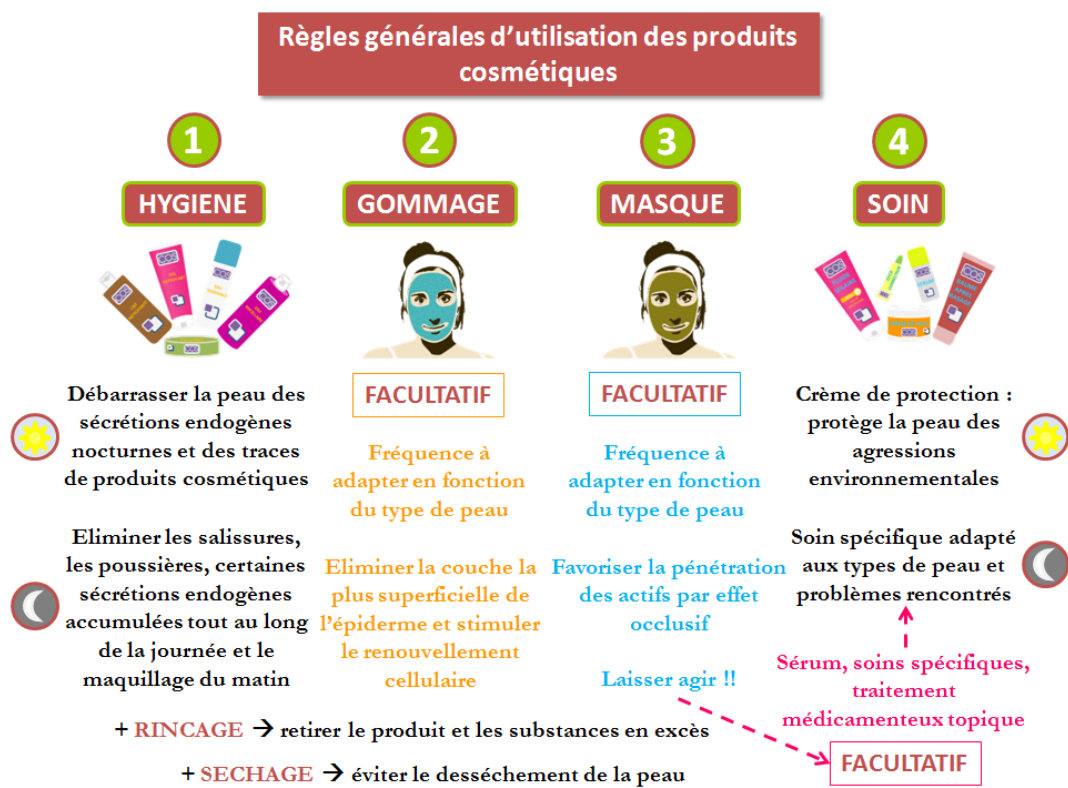 Règles générales d’utilisation des produits
cosmétiques
1
HYGIENE
Débarrasser la peau des
sécrétions endogènes
nocturnes et des traces
de produits cosmétiques
Eliminer les salissures,
les poussières, certaines
sécrétions endogènes
accumulées tout au long
de la journée et le
maquillage du matin
2
GOMMAGE
FACULTATIF
Fréquence à
adapter en fonction
du type de peau
Eliminer la couche la
plus superficielle de
l’épiderme et stimuler
le renouvellement
cellulaire
3
MASQUE
FACULTATIF
Fréquence à
adapter en fonction
du type de peau
Favoriser la pénétration
des actifs par effet
occlusif
Laisser agir !!
4
SOIN
BAUME
APRES
RASAGE
Crème de protection :
protège la peau des
agressions
environnementales
Soin spécifique adapté
aux types de peau et
problèmes rencontrés
Sérum, soins spécifiques,
traitement
médicamenteux topique
FACULTATIF
+ RINCAGE → retirer le produit et les substances en excès
+ SECHAGE → éviter le desséchement de la peau